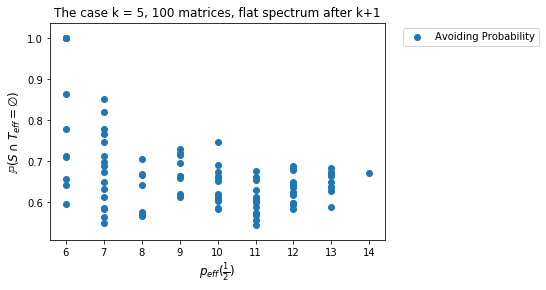 The case k = 5, 100 matrices, flat spectrum after k+1
Avoiding Probability
ℙ(S ∩ T_eff = ∅)
1.0
0.9
0.8
0.7
0.6
6 7 8 9 10 11 12 13 14
p_eff(1/2)